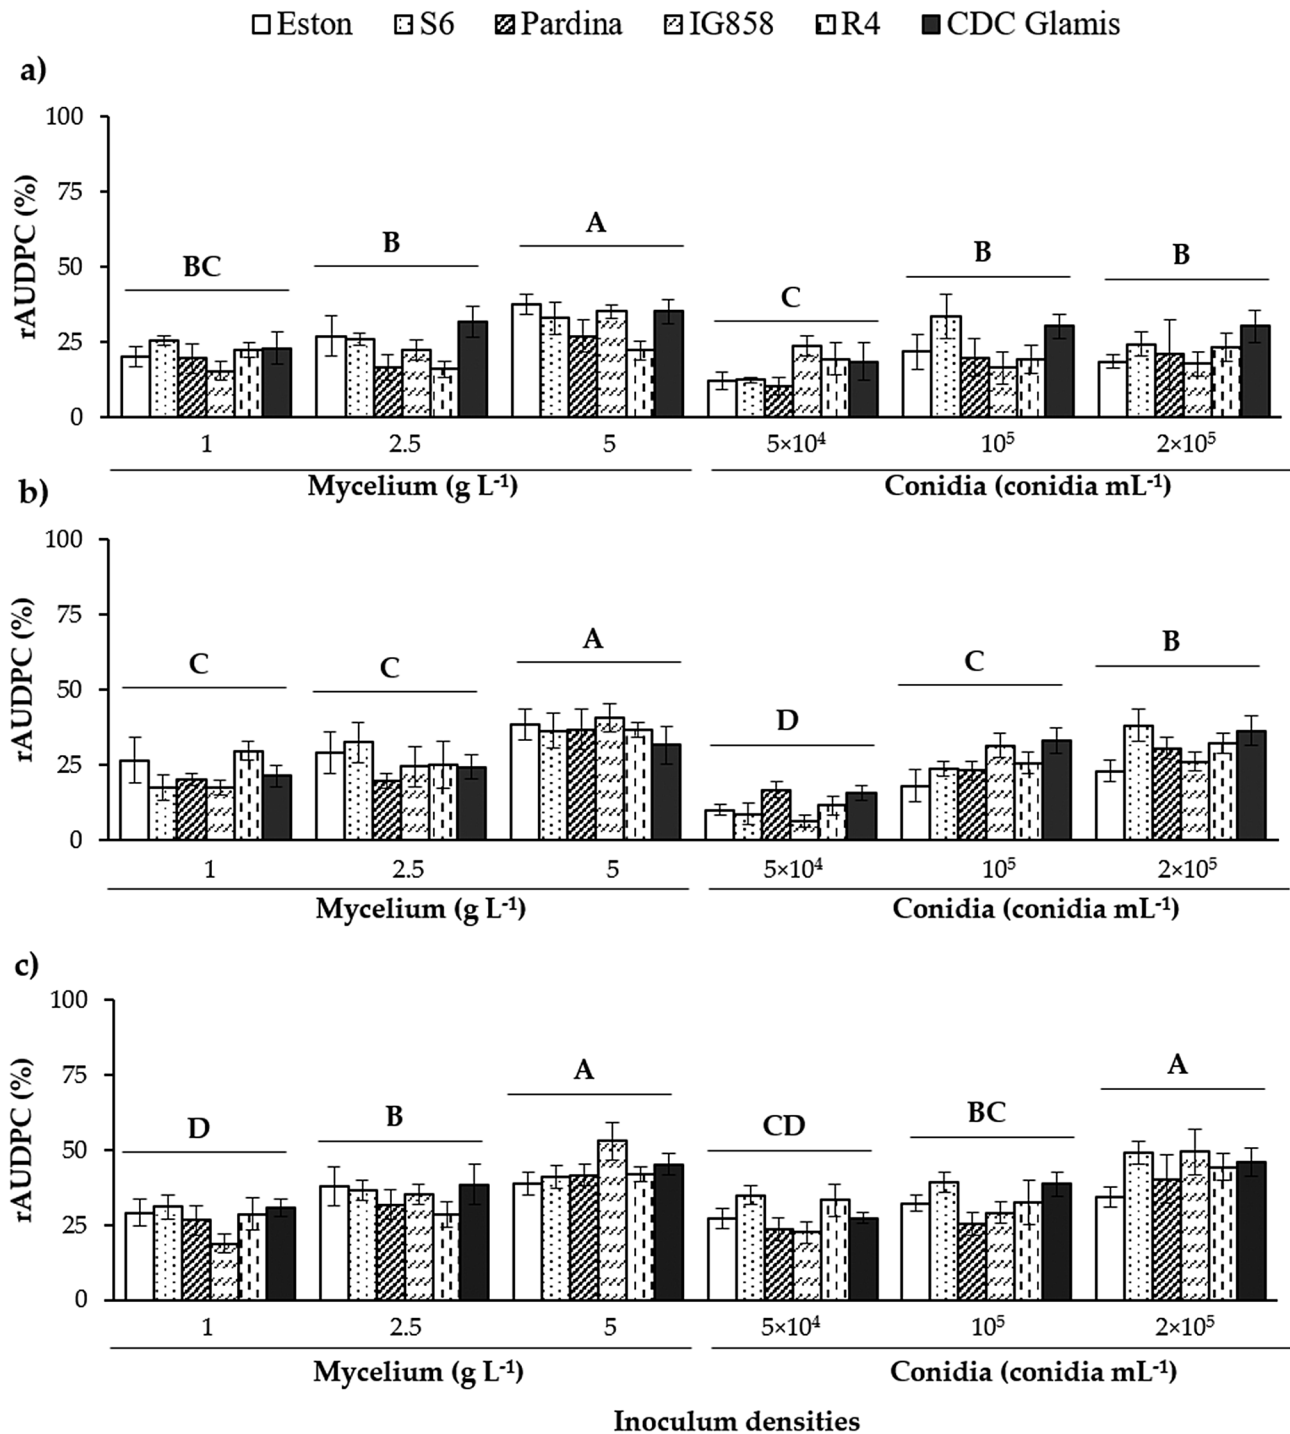 Eston S6 Pardina IG858 R4 CDC Glamis
a)
rAUDPC (%)
100
75
50
25
0
BC B A C B B
1 2.5 5 5×10⁴ 10⁵ 2×10⁵
Mycelium (g L⁻¹) Conidia (conidia mL⁻¹)
b)
rAUDPC (%)
100
75
50
25
0
C C A D C B
1 2.5 5 5×10⁴ 10⁵ 2×10⁵
Mycelium (g L⁻¹) Conidia (conidia mL⁻¹)
c)
rAUDPC (%)
100
75
50
25
0
D B A CD BC A
1 2.5 5 5×10⁴ 10⁵ 2×10⁵
Mycelium (g L⁻¹) Conidia (conidia mL⁻¹)
Inoculum densities